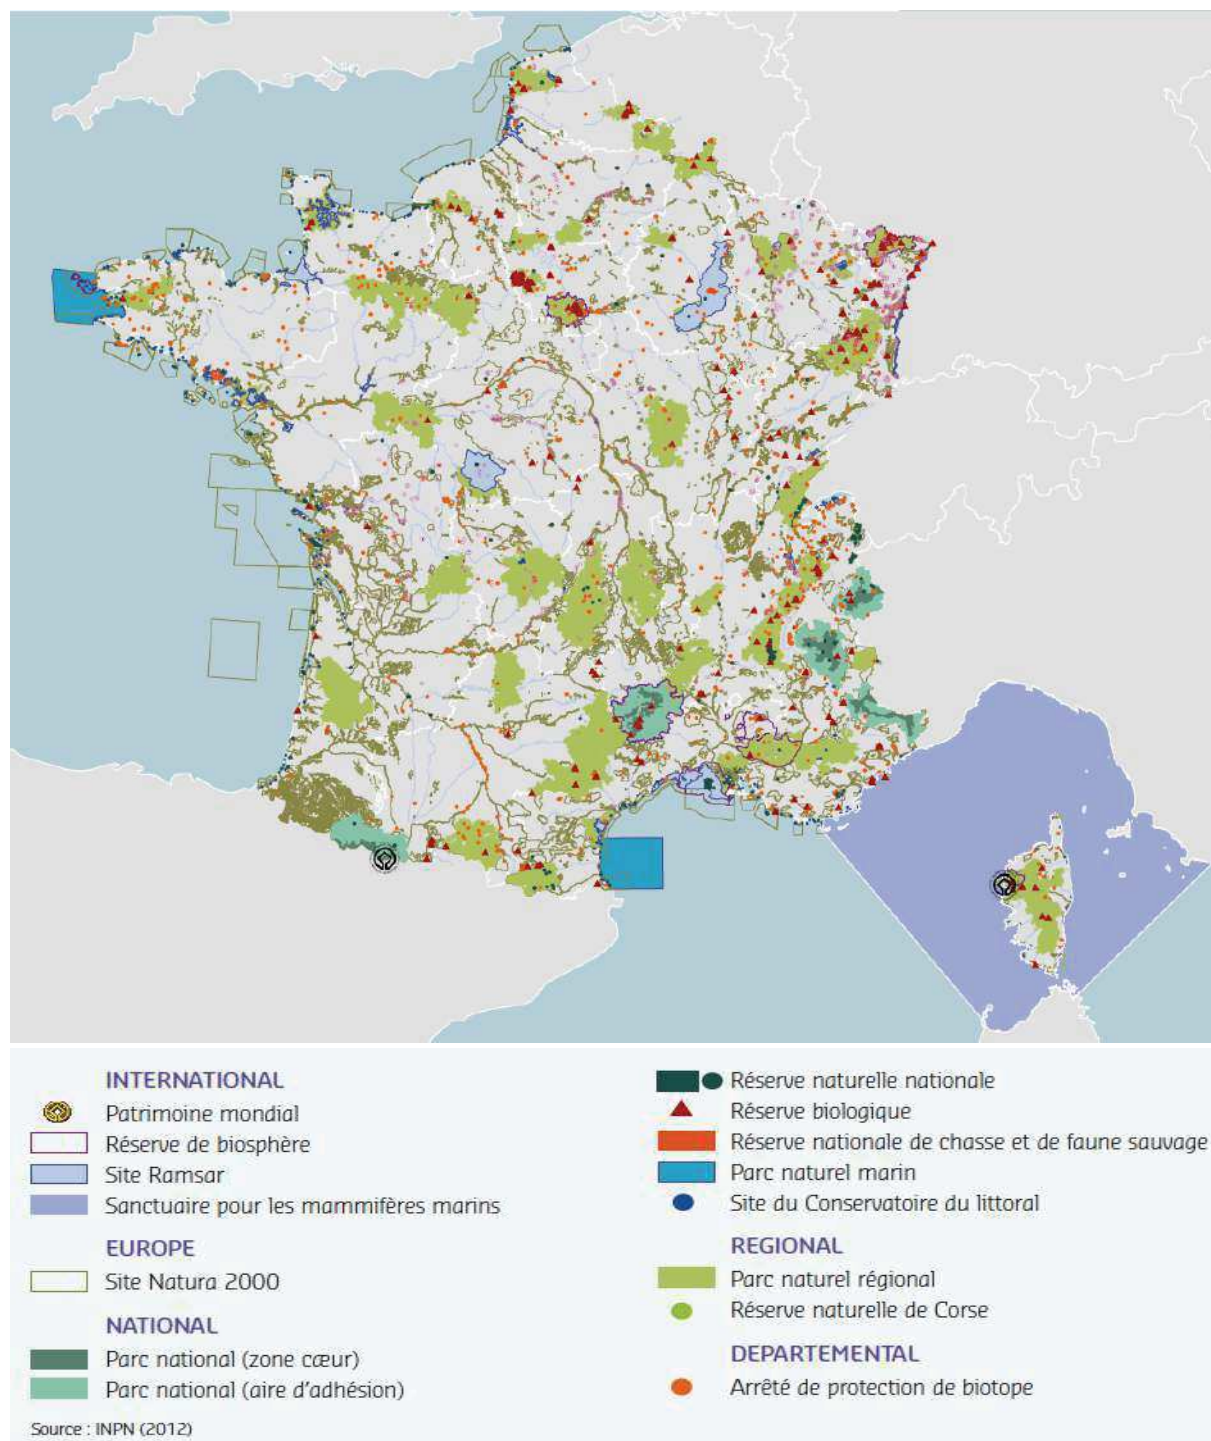 INTERNATIONAL
Patrimoine mondial
Réserve de biosphère
Site Ramsar
Sanctuaire pour les mammifères marins
EUROPE
Site Natura 2000
NATIONAL
Parc national (zone cœur)
Parc national (aire d'adhésion)
Source : INPN (2012)
Réserve naturelle nationale
Réserve biologique
Réserve nationale de chasse et de faune sauvage
Parc naturel marin
Site du Conservatoire du littoral
REGIONAL
Parc naturel régional
Réserve naturelle de Corse
DEPARTEMENTAL
Arrêté de protection de biotope